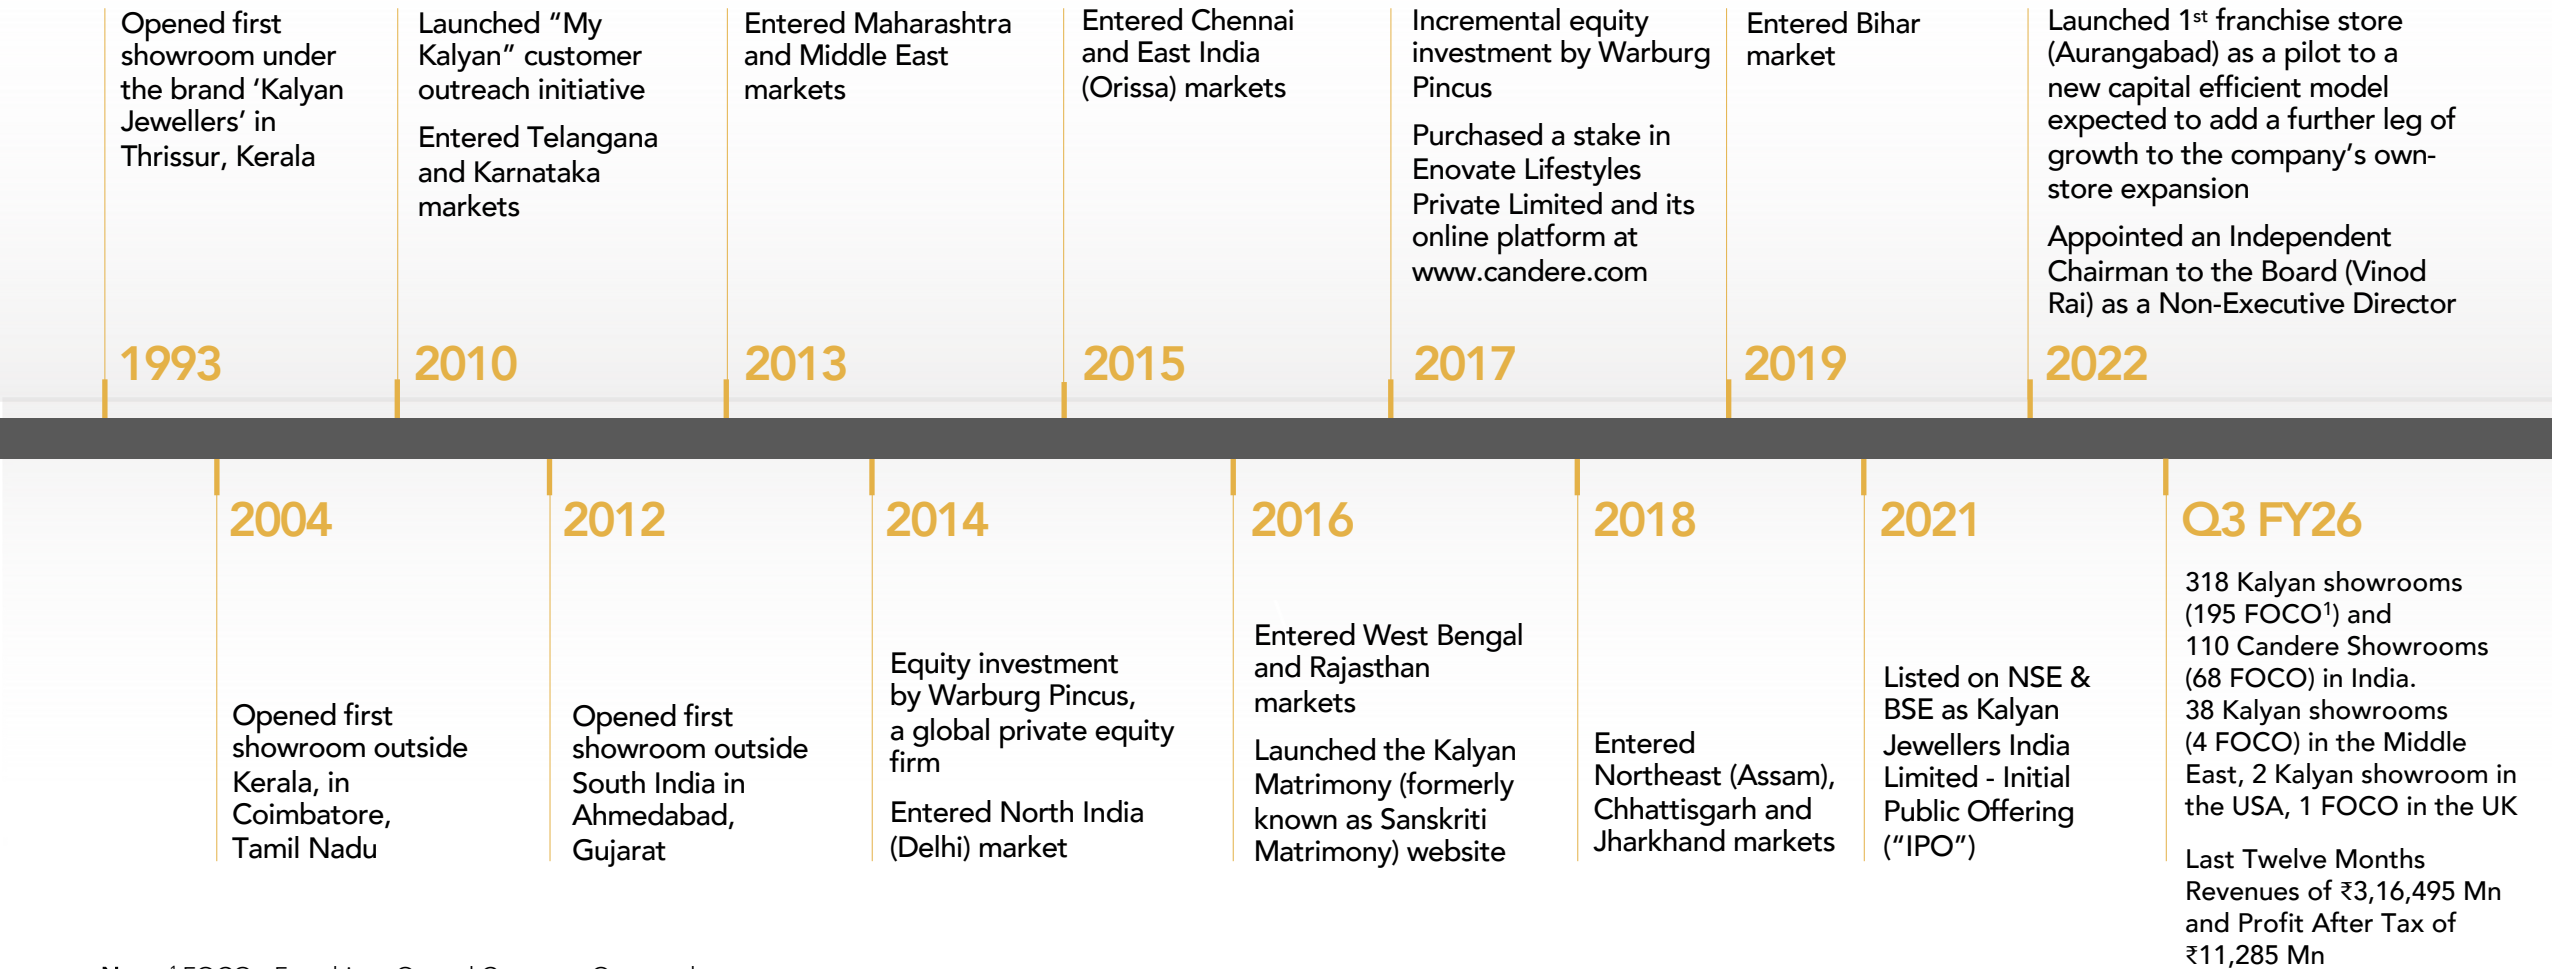 Opened first
showroom under
the brand ‘Kalyan
Jewellers’ in
Thrissur, Kerala
1993
Launched “My
Kalyan” customer
outreach initiative
Entered Telangana
and Karnataka
markets
2010
Entered Maharashtra
and Middle East
markets
2013
Entered Chennai
and East India
(Orissa) markets
2015
Incremental equity
investment by Warburg
Pincus
Purchased a stake in
Enovate Lifestyles
Private Limited and its
online platform at
www.candere.com
2017
Entered Bihar
market
2019
Launched 1st franchise store
(Aurangabad) as a pilot to a
new capital efficient model
expected to add a further leg of
growth to the company’s own-
store expansion
Appointed an Independent
Chairman to the Board (Vinod
Rai) as a Non-Executive Director
2022
2004
Opened first
showroom outside
Kerala, in
Coimbatore,
Tamil Nadu
2012
Opened first
showroom outside
South India in
Ahmedabad,
Gujarat
2014
Equity investment
by Warburg Pincus,
a global private equity
firm
Entered North India
(Delhi) market
2016
Entered West Bengal
and Rajasthan
markets
Launched the Kalyan
Matrimony (formerly
known as Sanskriti
Matrimony) website
2018
Entered
Northeast (Assam),
Chhattisgarh and
Jharkhand markets
2021
Listed on NSE &
BSE as Kalyan
Jewellers India
Limited - Initial
Public Offering
(“IPO”)
Q3 FY26
318 Kalyan showrooms
(195 FOCO1) and
110 Candere Showrooms
(68 FOCO) in India.
38 Kalyan showrooms
(4 FOCO) in the Middle
East, 2 Kalyan showroom in
the USA, 1 FOCO in the UK
Last Twelve Months
Revenues of ₹3,16,495 Mn
and Profit After Tax of
₹11,285 Mn